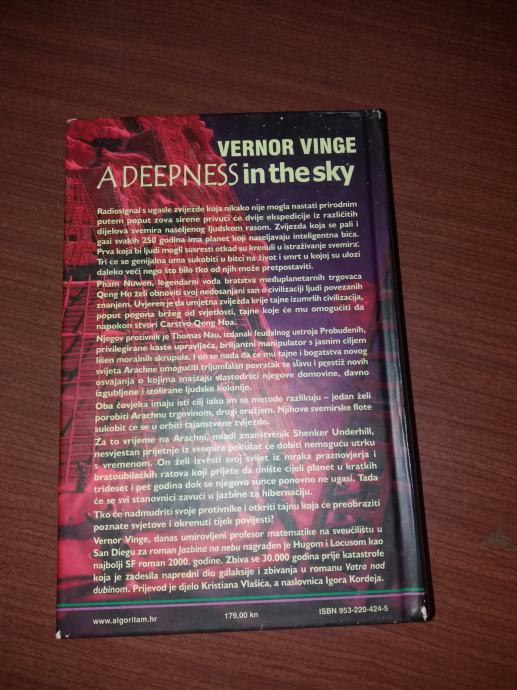 VERNOR VINGE
A DEEPNESS in the sky
Radiosignal s ugasle zvijezde koja nikako nije mogla nastati prirodnim
putem poput zova sirene privući će dvije ekspedicije iz različitih
dijelova svemira naseljenog ljudskom rasom. Zvijezda koja se pali i
gasi svakih 250 godina ima planet koji naseljavaju inteligentna bića.
Prva koja bi ljudi mogli susresti otkad su krenuli u istraživanje svemira.
Tri će se genijalna uma sukobiti u bitci na život i smrt u kojoj su ulozi
daleko veći nego što bilo tko od njih može pretpostaviti.
Pham Nuwen, legendarni vođa bratstva međuplanetarnih trgovaca
Qeng Ho želi obnoviti svoj nedosanjani san o civilizaciji ljudi povezanih
znanjem. Uvjeren je da umjetna zvijezda krije tajne izumrlih civilizacija,
poput pogona bržeg od svjetlosti, tajne koje će mu omogućiti da
napokon stvori Carstvo Qeng Hoa.
Njegov protivnik je Thomas Nau, izdanak feudalnog ustroja Probuđenih,
privilegirane kaste upravljača, briljantni manipulator s jasnim ciljem
lišen moralnih skrupula. I on se nada da će mu tajne i bogatstva novog
svijeta Arachne omogućiti trijumfalan povratak te slavu i prestiž novih
osvajanja o kojima maštaju vlastodršci njegove domovine, davno
izgubljene i izolirane ljudske kolonije.
Oba čovjeka imaju isti cilj iako im se metode razlikuju – jedan želi
porobiti Arachnu trgovinom, drugi oružjem. Njihove svemirske flote
sukobit će se u orbiti tajanstvene zvijezde.
Za to vrijeme na Arachni, mladi znanstvenik Shenker Underhill,
nesvjestan prijetnje iz svemira pokušat će dobiti nemoguću utrku
s vremenom. On želi izvesti svoj svijet iz mraka praznovjerja i
bratoubilačkih ratova koji prijete da unište cijeli planet u kratkih
trideset i pet godina dok se njegovo sunce ponovno ne ugasi. Tada
će se svi stanovnici zavući u jazbine za hibernaciju.
Tko će nadmudriti svoje protivnike i otkriti tajnu koja će preobraziti
poznate svjetove i okrenuti tijek povijesti?
Vernor Vinge, danas umirovljeni profesor matematike na sveučilištu u
San Diegu za roman Jazbina na nebu nagrađen je Hugom i Locusom kao
najbolji SF roman 2000. godine. Zbiva se 30.000 godina prije katastrofe
koja je zadesila napredni dio galaksije i zbivanja u romanu Vatra nad
dubinom. Prijevod je djelo Kristiana Vlašića, a naslovnica Igora Kordeja.
www.algoritam.hr 179,00 kn ISBN 953-220-424-5